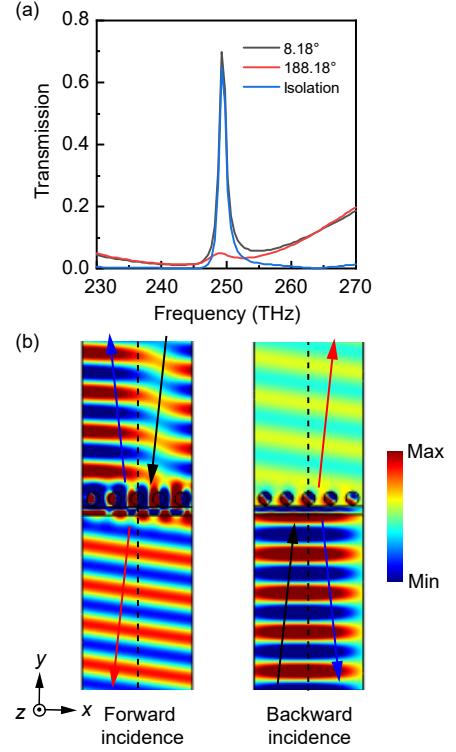 (a)
0.8
0.6
0.4
0.2
0.0
Transmission
8.18°
188.18°
Isolation
230 240 250 260 270
Frequency (THz)
(b)
Max
Min
y
z x
Forward incidence
Backward incidence